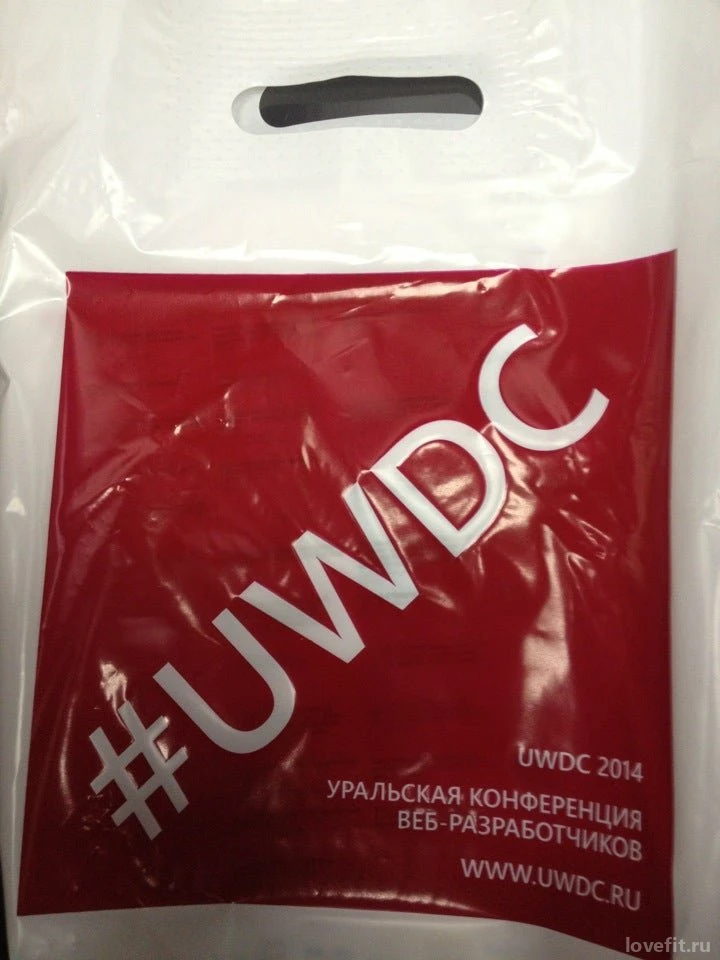 #UWDC
UWDC 2014
УРАЛЬСКАЯ КОНФЕРЕНЦИЯ
ВЕБ-РАЗРАБОТЧИКОВ
WWW.UWDC.RU
lovefit.ru